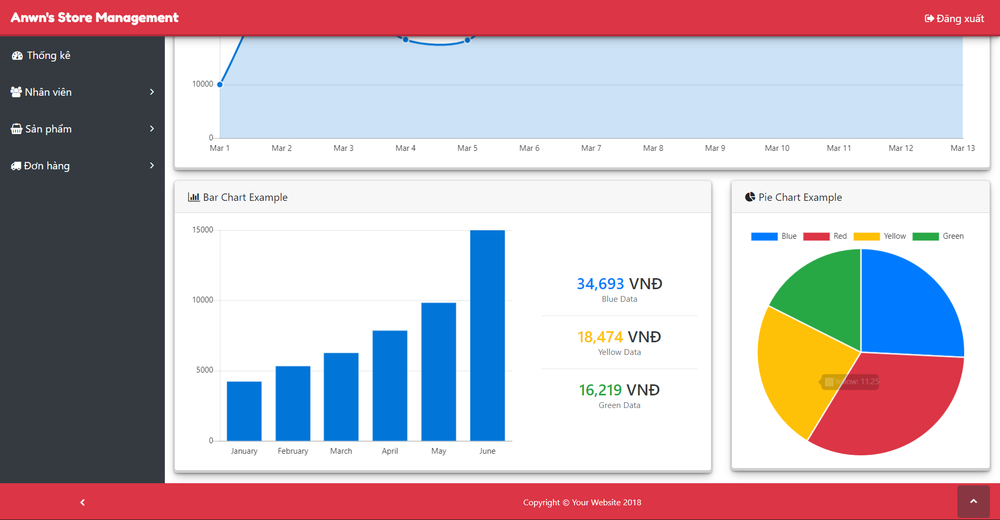 Anwn's Store Management
Đăng xuất
Thống kê
Nhân viên
Sản phẩm
Đơn hàng
10000
0
Mar 1 Mar 2 Mar 3 Mar 4 Mar 5 Mar 6 Mar 7 Mar 8 Mar 9 Mar 10 Mar 11 Mar 12 Mar 13
Bar Chart Example
15000
10000
5000
0
January February March April May June
34,693 VNĐ
Blue Data
18,474 VNĐ
Yellow Data
16,219 VNĐ
Green Data
Pie Chart Example
Blue Red Yellow Green
Yellow: 11.25
Copyright © Your Website 2018